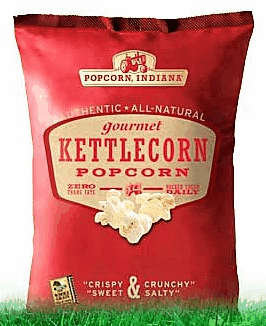 POPCORN, INDIANA
AUTHENTIC • ALL-NATURAL
gourmet
KETTLECORN
POPCORN
ZERO
TRANS FATS
POPPED FRESH
DAILY
"CRISPY & CRUNCHY"
"SWEET & SALTY"